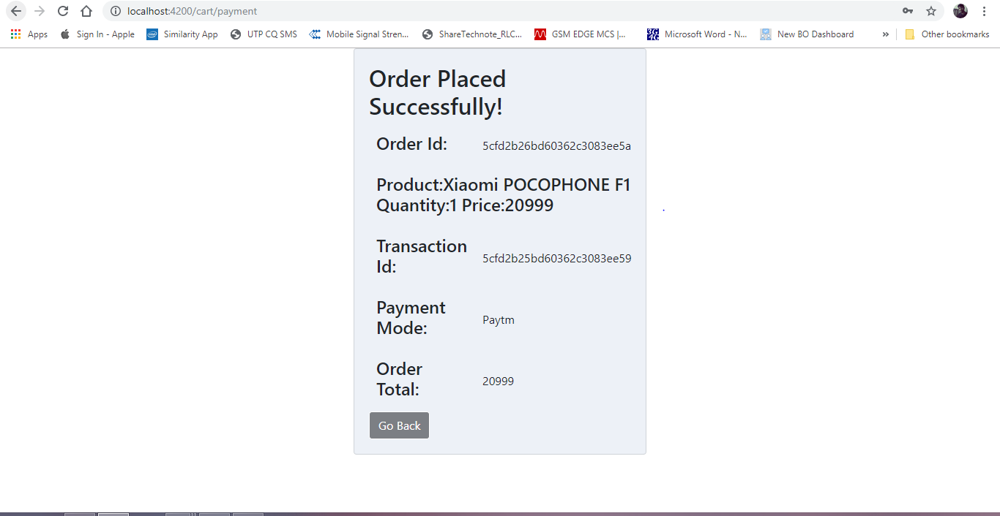 localhost:4200/cart/payment
Apps Sign In - Apple Similarity App UTP CQ SMS Mobile Signal Stren... ShareTechnote_RLC... GSM EDGE MCS |... Microsoft Word - N... New BO Dashboard » Other bookmarks
Order Placed
Successfully!
Order Id: 5cfd2b26bd60362c3083ee5a
Product:Xiaomi POCOPHONE F1
Quantity:1 Price:20999
Transaction
Id: 5cfd2b25bd60362c3083ee59
Payment
Mode: Paytm
Order
Total: 20999
Go Back